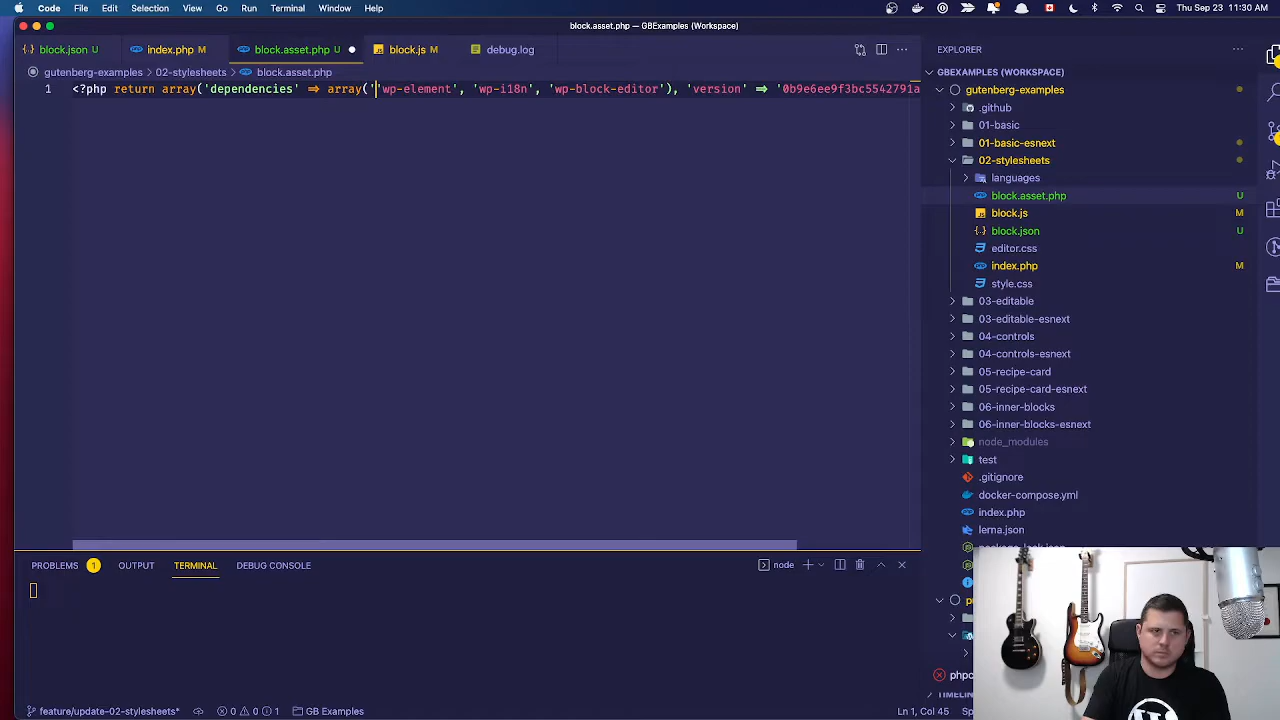 Code File Edit Selection View Go Run Terminal Window Help Thu Sep 23 11:30 AM
block.asset.php — GBExamples (Workspace)
block.json U index.php M block.asset.php U block.js M debug.log
gutenberg-examples 02-stylesheets block.asset.php
1 <?php return array('dependencies' => array(''wp-element', 'wp-i18n', 'wp-block-editor'), 'version' => '0b9e6ee9f3bc5542791a
EXPLORER
GBEXAMPLES (WORKSPACE)
gutenberg-examples
.github
01-basic
01-basic-esnext
02-stylesheets
languages
block.asset.php U
block.js M
block.json U
editor.css
index.php M
style.css
03-editable
03-editable-esnext
04-controls
04-controls-esnext
05-recipe-card
05-recipe-card-esnext
06-inner-blocks
06-inner-blocks-esnext
node_modules
test
.gitignore
docker-compose.yml
index.php
lerna.json
PROBLEMS 1 OUTPUT TERMINAL DEBUG CONSOLE node
phpc
TIMELINE
feature/update-02-stylesheets* 0 0 1 GB Examples Ln 1, Col 45 Sp